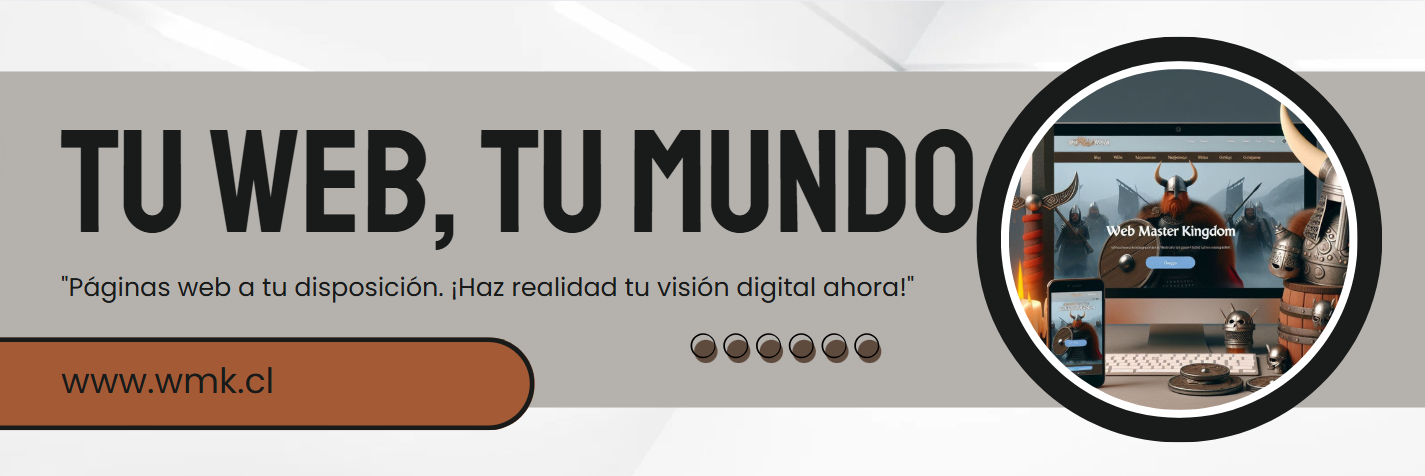 TU WEB, TU MUNDO
"Páginas web a tu disposición. ¡Haz realidad tu visión digital ahora!"
www.wmk.cl
Web Master Kingdom